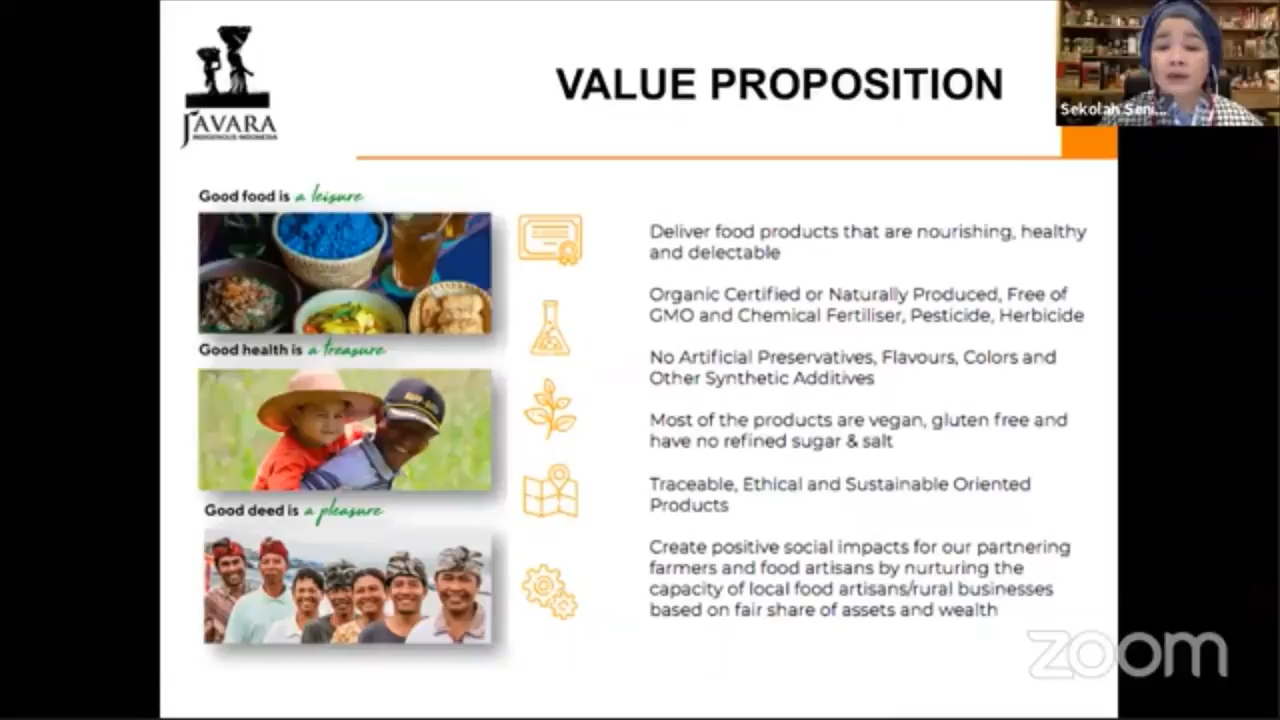 JAVARA
INDIGENOUS INDONESIA
VALUE PROPOSITION
Sekolah Seni...
Good food is a leisure
Good health is a treasure
Good deed is a pleasure
Deliver food products that are nourishing, healthy
and delectable
Organic Certified or Naturally Produced, Free of
GMO and Chemical Fertiliser, Pesticide, Herbicide
No Artificial Preservatives, Flavours, Colors and
Other Synthetic Additives
Most of the products are vegan, gluten free and
have no refined sugar & salt
Traceable, Ethical and Sustainable Oriented
Products
Create positive social impacts for our partnering
farmers and food artisans by nurturing the
capacity of local food artisans/rural businesses
based on fair share of assets and wealth
zoom